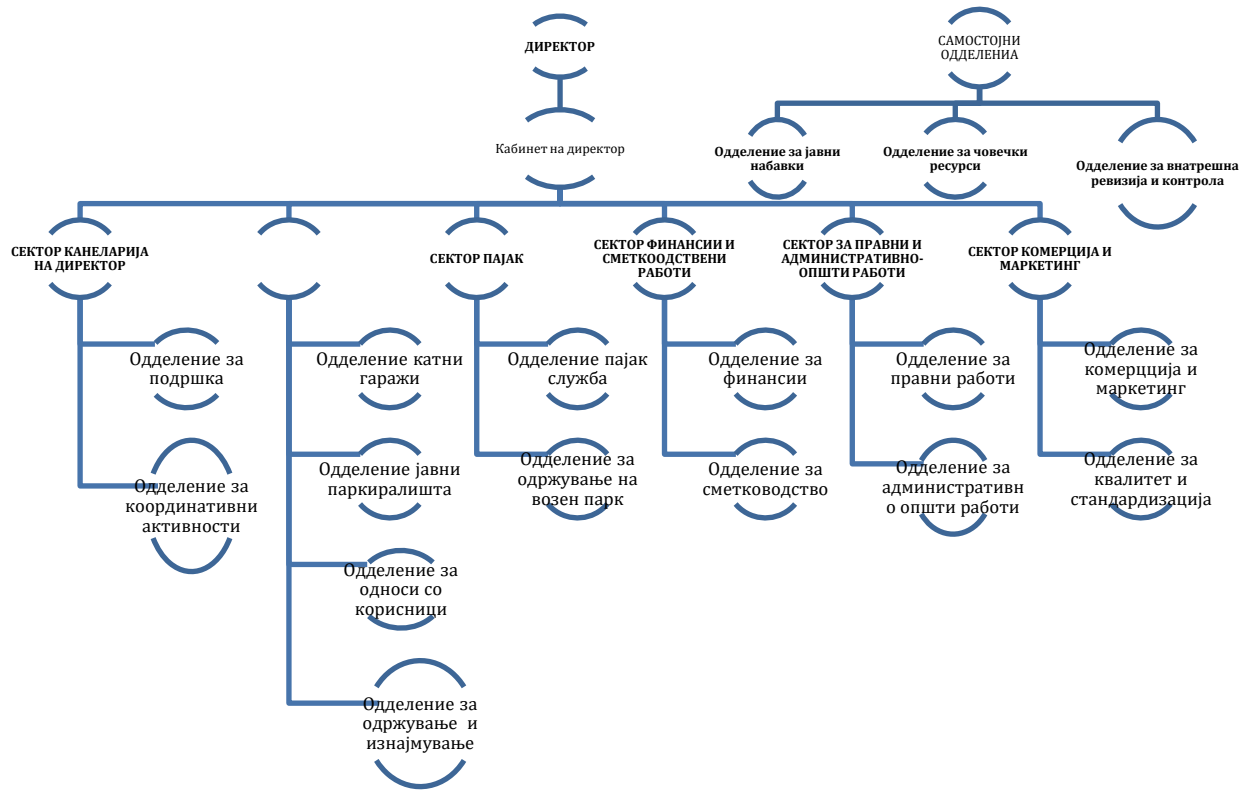 ДИРЕКТОР
САМОСТОЈНИ
ОДДЕЛЕНИА
Кабинет на директор
Одделение за јавни
набавки
Одделение за човечки
ресурси
Одделение за внатрешна
ревизија и контрола
СЕКТОР КАНЕЛАРИЈА
НА ДИРЕКТОР
СЕКТОР ПАЈАК
СЕКТОР ФИНАНСИИ И
СМЕТКООДСТВЕНИ
РАБОТИ
СЕКТОР ЗА ПРАВНИ И
АДМИНИСТРАТИВНО-
ОПШТИ РАБОТИ
СЕКТОР КОМЕРЦИЈА И
МАРКЕТИНГ
Одделение за
подршка
Одделение за
координативни
активности
Одделение катни
гаражи
Одделение јавни
паркиралишта
Одделение за
односи со
корисници
Одделение за
одржување и
изнајмување
Одделение пајак
служба
Одделение за
одржување на
возен парк
Одделение за
финансии
Одделение за
сметководство
Одделение за
правни работи
Одделение за
административн
о општи работи
Одделение за
комерцција и
маркетинг
Одделение за
квалитет и
стандардизација